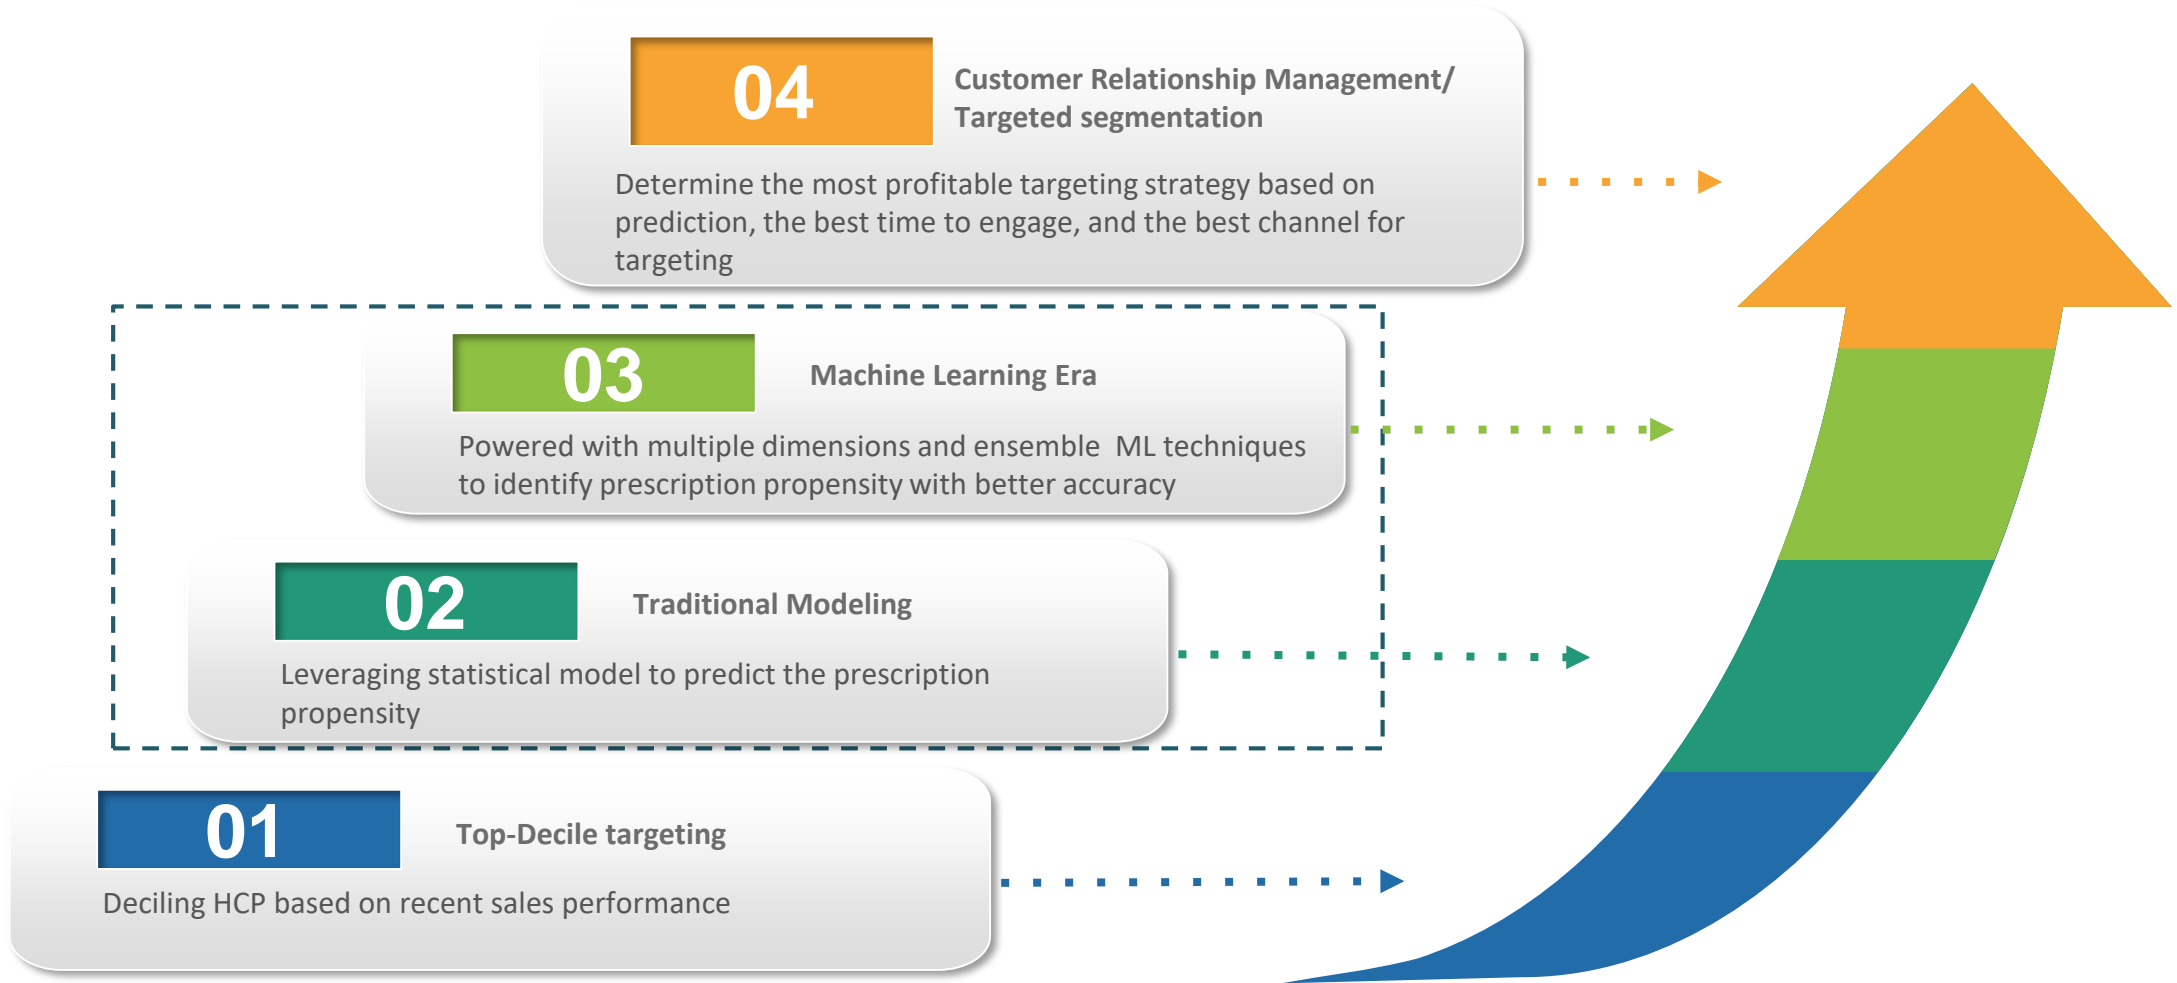 04
Customer Relationship Management/
Targeted segmentation
Determine the most profitable targeting strategy based on
prediction, the best time to engage, and the best channel for
targeting
03
Machine Learning Era
Powered with multiple dimensions and ensemble  ML techniques
to identify prescription propensity with better accuracy
02
Traditional Modeling
Leveraging statistical model to predict the prescription
propensity
01
Top-Decile targeting
Deciling HCP based on recent sales performance